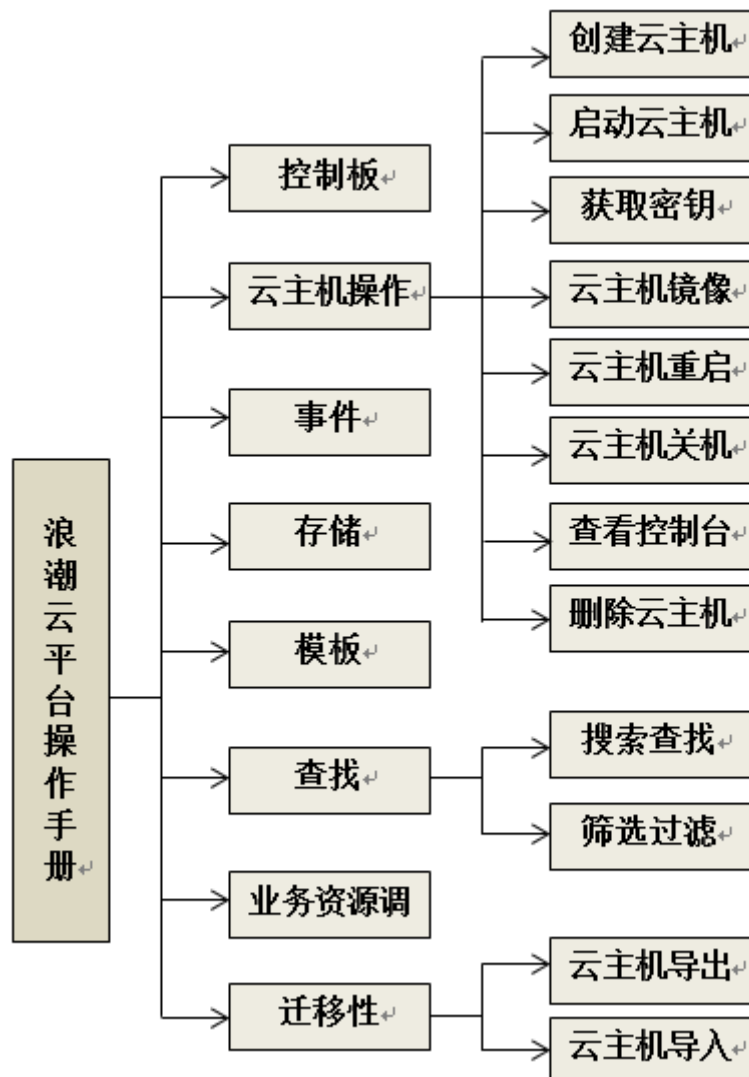 浪潮云平台操作手册
控制板
云主机操作
事件
存储
模板
查找
业务资源调
迁移性
创建云主机
启动云主机
获取密钥
云主机镜像
云主机重启
云主机关机
查看控制台
删除云主机
搜索查找
筛选过滤
云主机导出
云主机导入